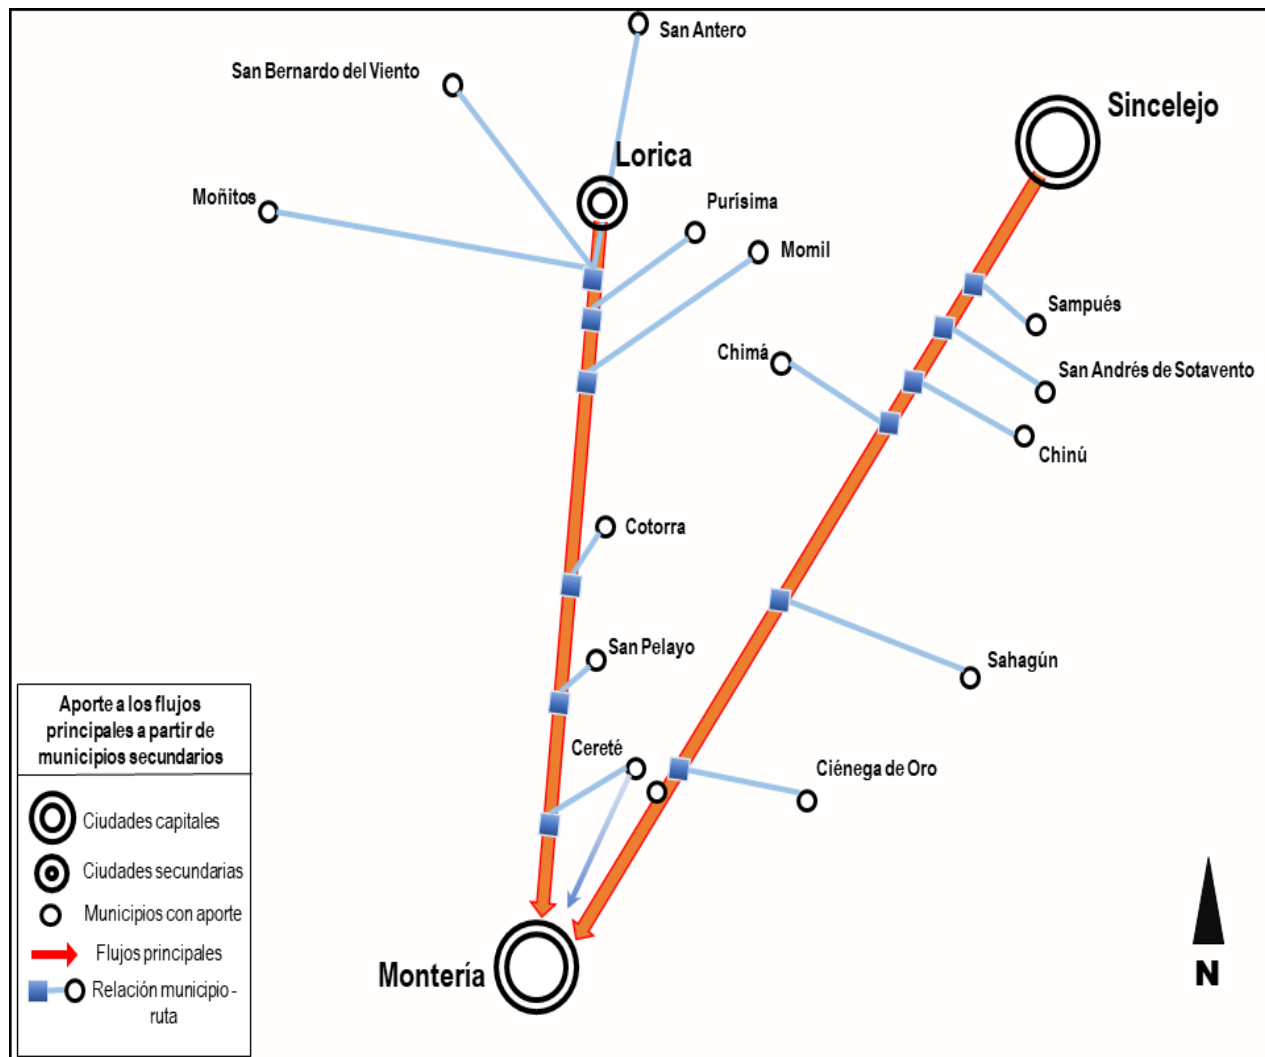 San Antero
San Bernardo del Viento
Sincelejo
Lorica
Moñitos
Purísima
Momil
Sampués
Chimá
San Andrés de Sotavento
Chinú
Cotorra
San Pelayo
Sahagún
Cereté
Ciénega de Oro
Montería
N
Aporte a los flujos
principales a partir de
municipios secundarios
Ciudades capitales
Ciudades secundarias
Municipios con aporte
Flujos principales
Relación municipio -
ruta